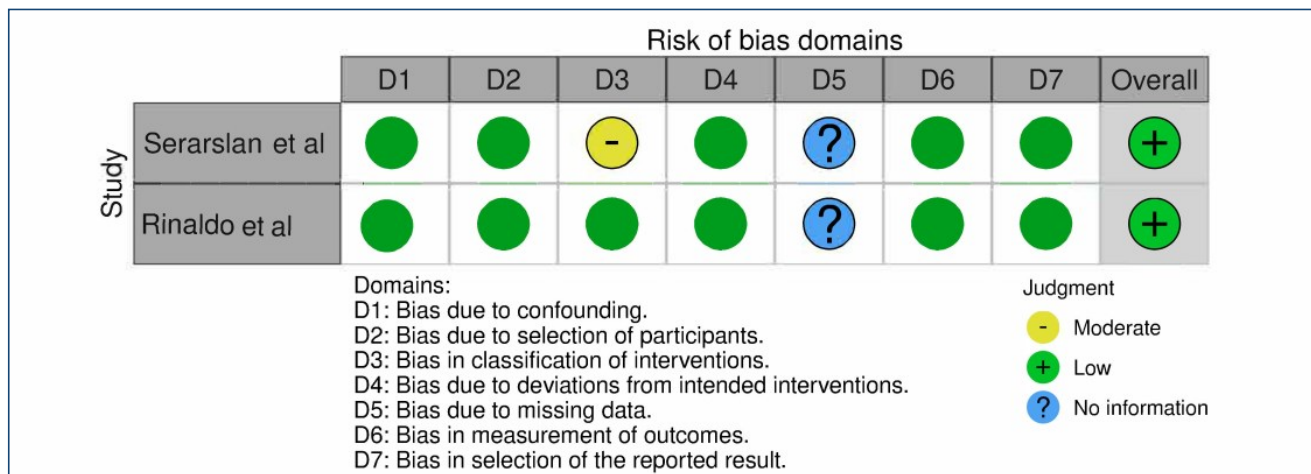 Risk of bias domains
D1 D2 D3 D4 D5 D6 D7 Overall
Study
Serarslan et al - ? +
Rinaldo et al ? +
Domains:
D1: Bias due to confounding.
D2: Bias due to selection of participants.
D3: Bias in classification of interventions.
D4: Bias due to deviations from intended interventions.
D5: Bias due to missing data.
D6: Bias in measurement of outcomes.
D7: Bias in selection of the reported result.
Judgment
- Moderate
+ Low
? No information